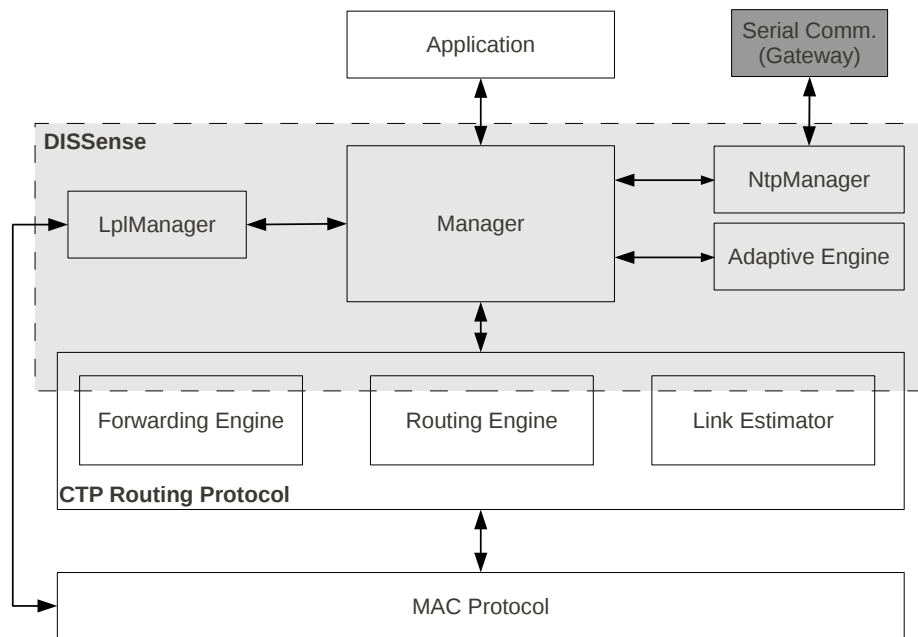 Application
Serial Comm.
(Gateway)
DISSense
LplManager
Manager
NtpManager
Adaptive Engine
Forwarding Engine
Routing Engine
Link Estimator
CTP Routing Protocol
MAC Protocol